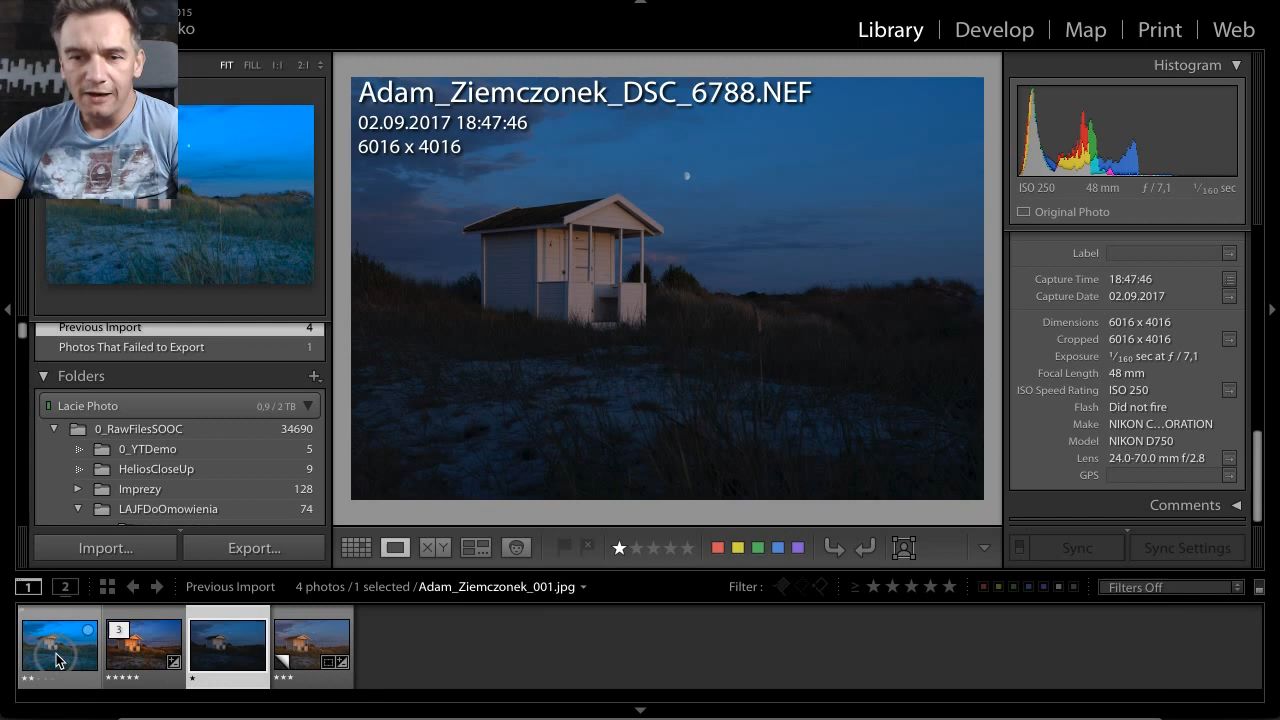 015
ko
Library | Develop | Map | Print | Web
FIT FILL 1:1 2:1
Histogram
Adam_Ziemczonek_DSC_6788.NEF
02.09.2017 18:47:46
6016 x 4016
ISO 250 48 mm ƒ / 7,1 1/160 sec
Original Photo
Label
Capture Time 18:47:46
Capture Date 02.09.2017
Dimensions 6016 x 4016
Cropped 6016 x 4016
Exposure 1/160 sec at ƒ / 7,1
Focal Length 48 mm
ISO Speed Rating ISO 250
Flash Did not fire
Make NIKON C...ORATION
Model NIKON D750
Lens 24.0-70.0 mm f/2.8
GPS
Comments
Previous Import 4
Photos That Failed to Export 1
Folders
Lacie Photo 0,9 / 2 TB
0_RawFilesSOOC 34690
0_YTDemo 5
HeliosCloseUp 9
Imprezy 128
LAJFDoOmowienia 74
Import... Export...
XY
Sync Sync Settings
1 2 Previous Import 4 photos / 1 selected / Adam_Ziemczonek_001.jpg Filter : Filters Off
3